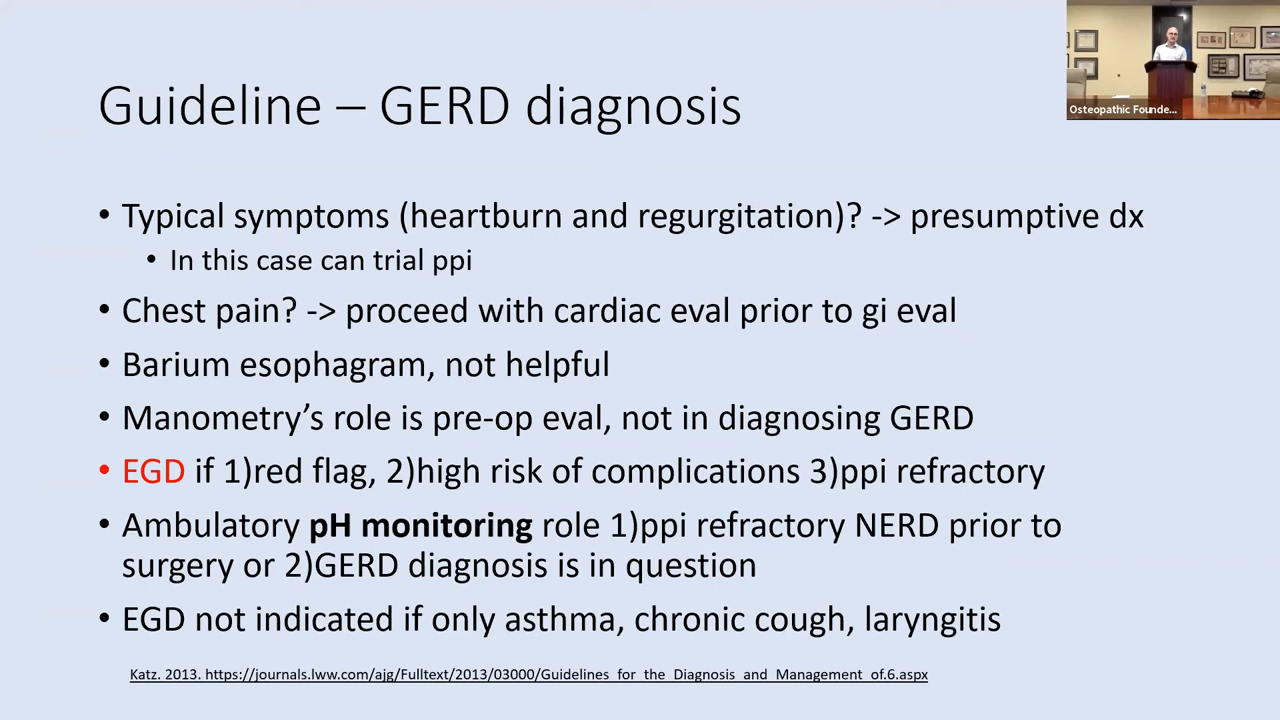 Osteopathic Founde...
Guideline – GERD diagnosis
• Typical symptoms (heartburn and regurgitation)? -> presumptive dx
• In this case can trial ppi
• Chest pain? -> proceed with cardiac eval prior to gi eval
• Barium esophagram, not helpful
• Manometry’s role is pre-op eval, not in diagnosing GERD
• EGD if 1)red flag, 2)high risk of complications 3)ppi refractory
• Ambulatory pH monitoring role 1)ppi refractory NERD prior to
surgery or 2)GERD diagnosis is in question
• EGD not indicated if only asthma, chronic cough, laryngitis
Katz. 2013. https://journals.lww.com/ajg/Fulltext/2013/03000/Guidelines_for_the_Diagnosis_and_Management_of.6.aspx